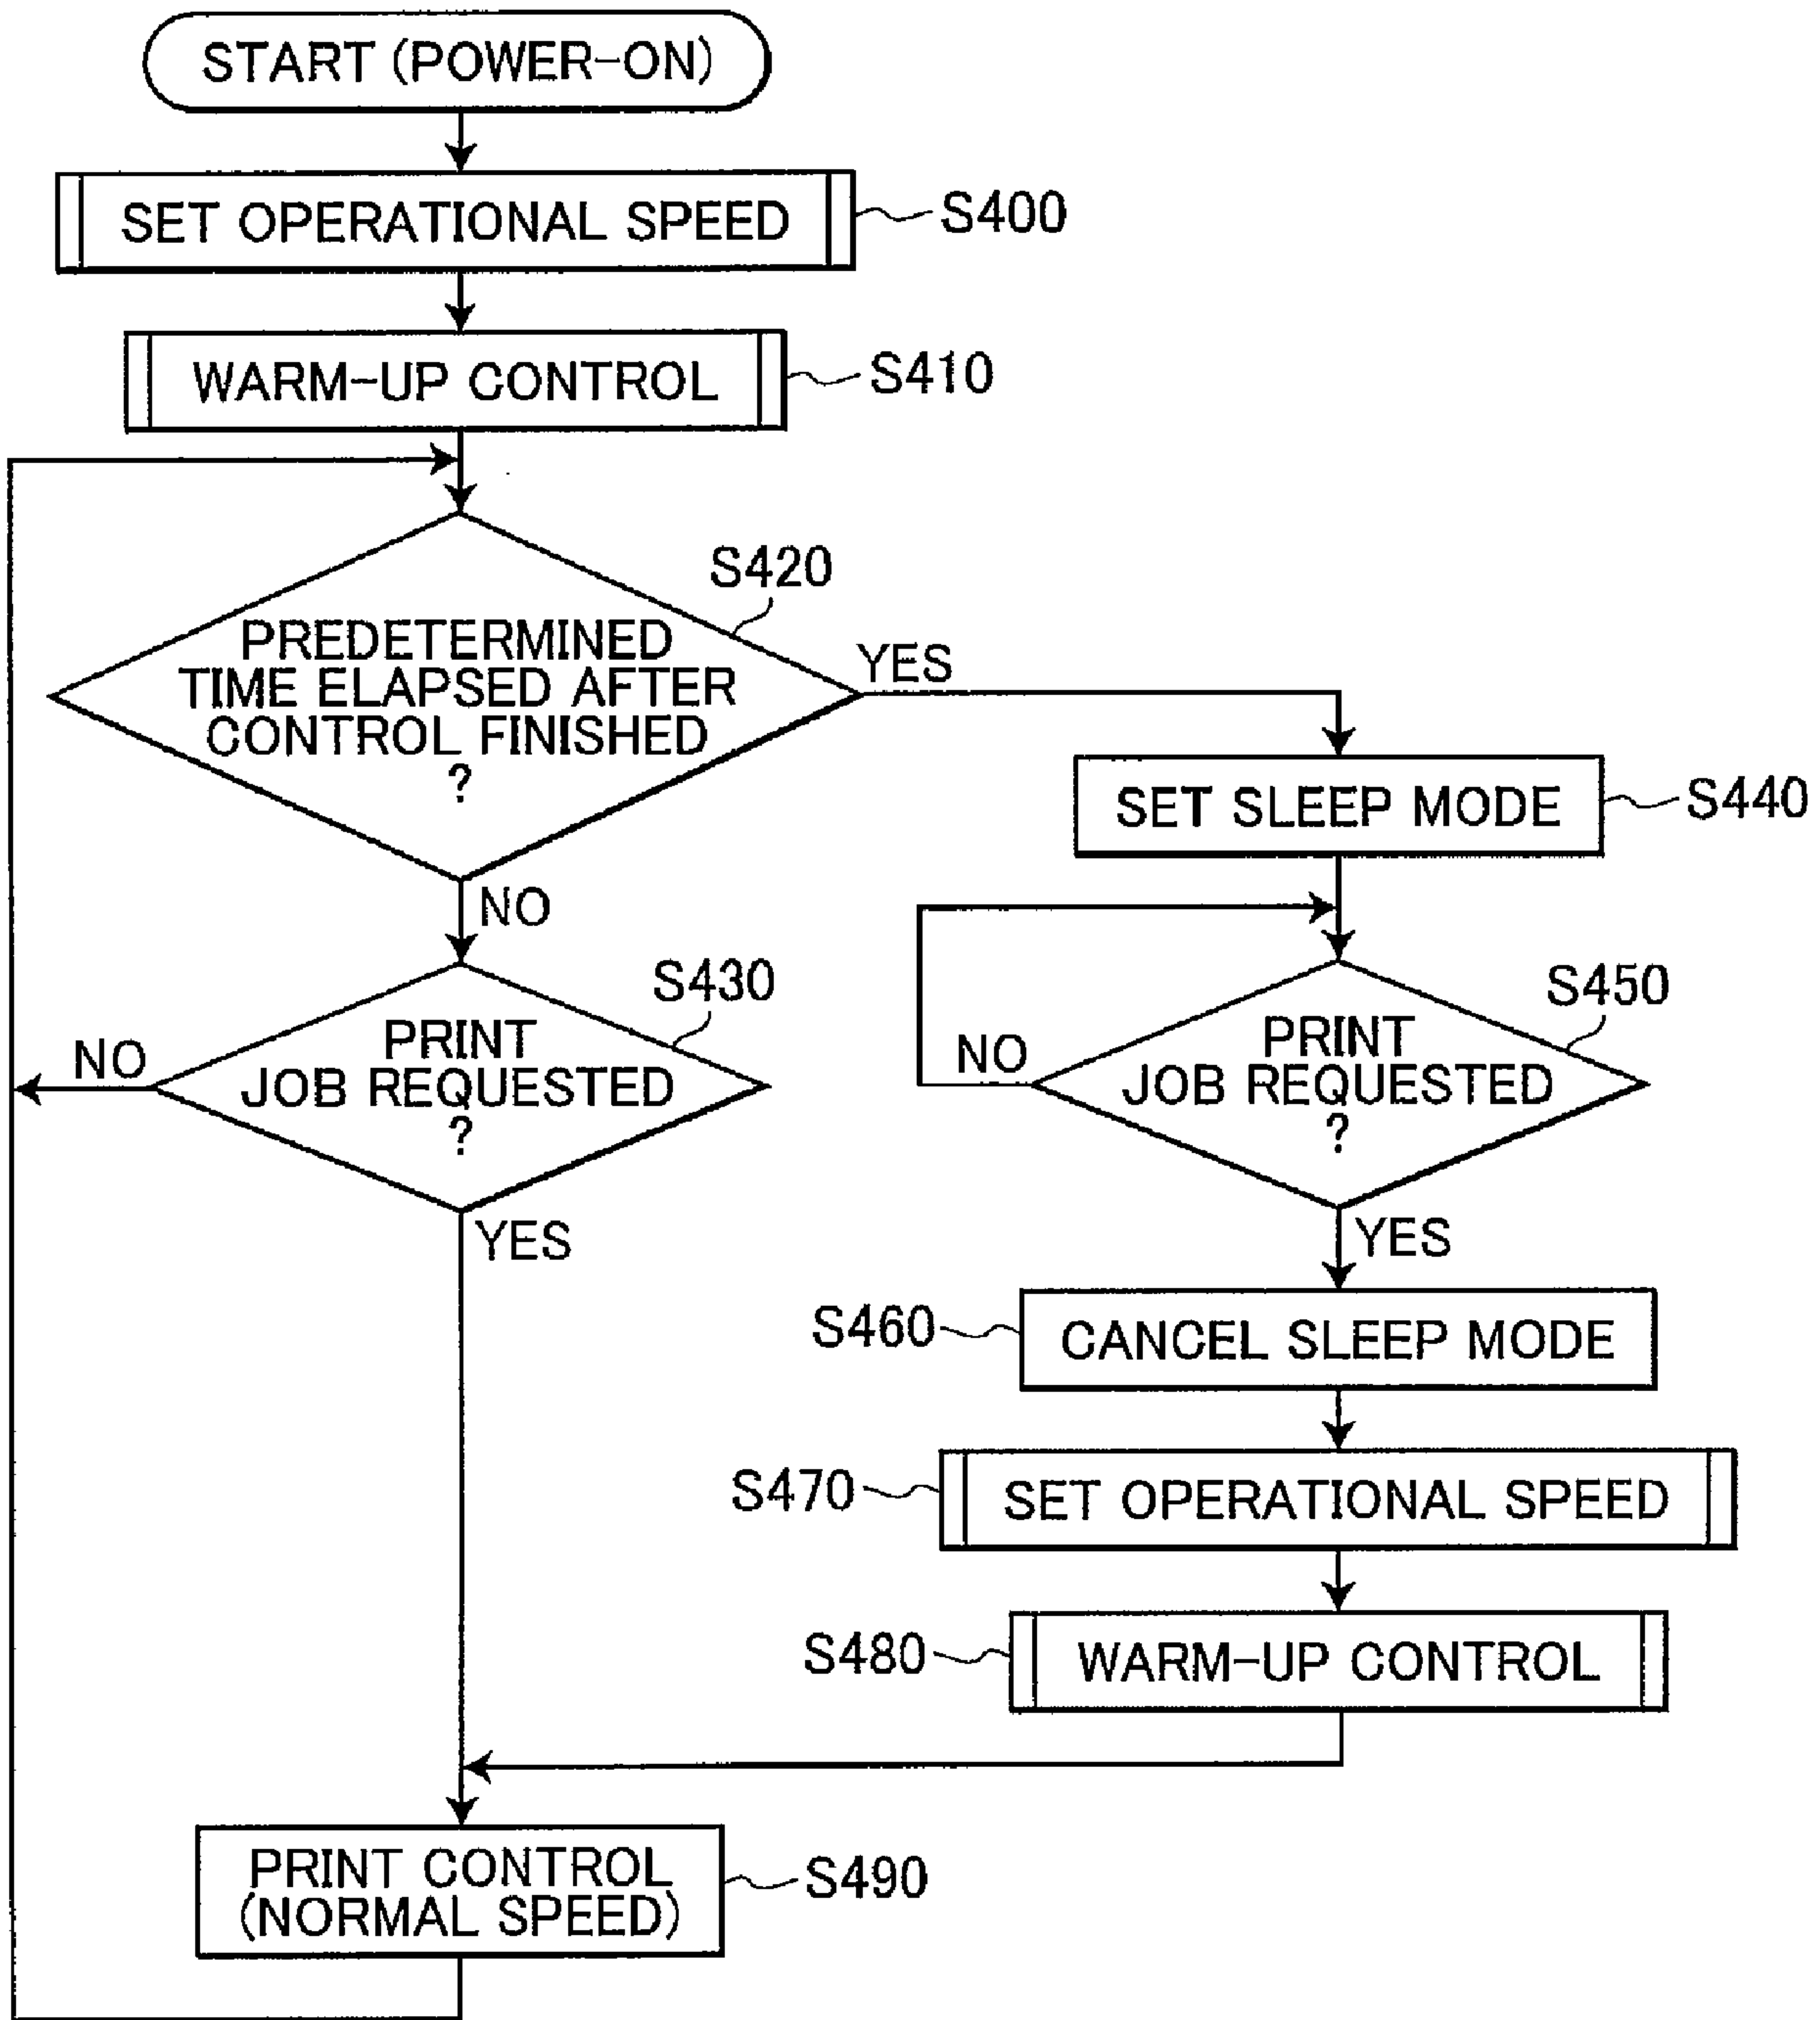 START (POWER-ON)
SET OPERATIONAL SPEED
S400
WARM-UP CONTROL
S410
S420
PREDETERMINED
TIME ELAPSED AFTER
CONTROL FINISHED
?
YES
NO
SET SLEEP MODE
S440
S430
PRINT
JOB REQUESTED
?
NO
YES
S450
PRINT
JOB REQUESTED
?
NO
YES
S460
CANCEL SLEEP MODE
S470
SET OPERATIONAL SPEED
S480
WARM-UP CONTROL
PRINT CONTROL
(NORMAL SPEED)
S490